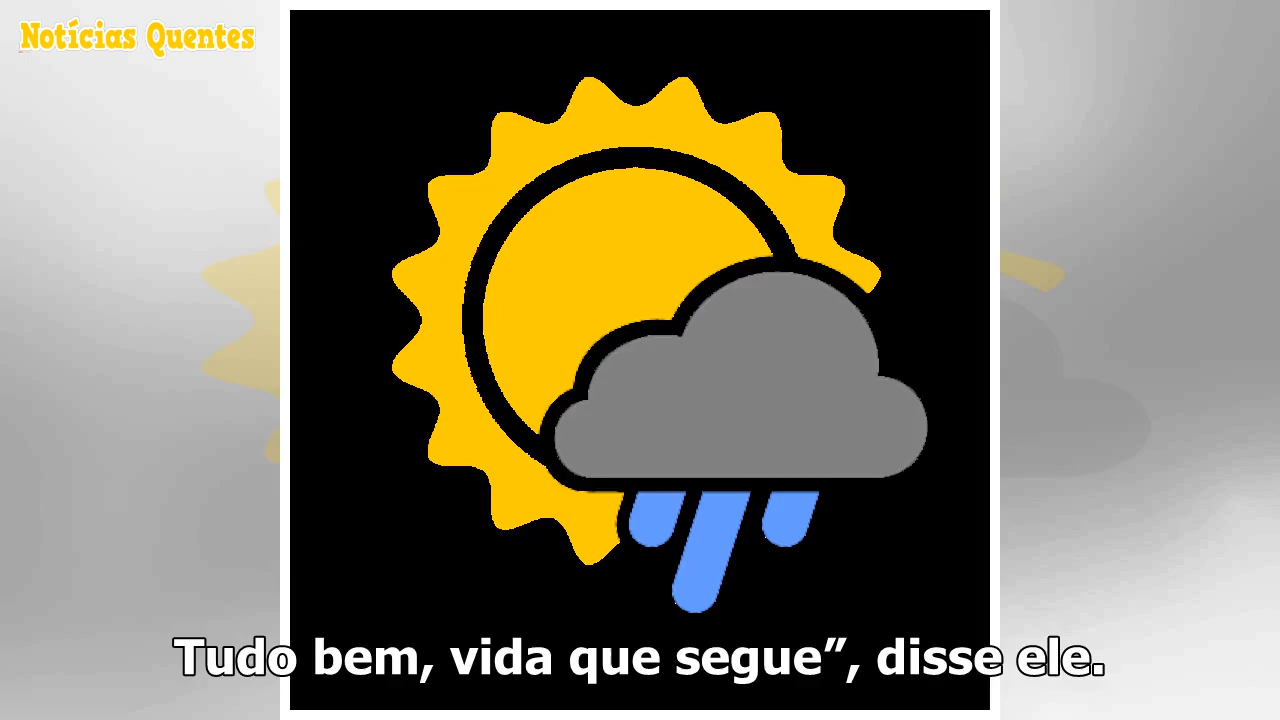 Notícias Quentes
Tudo bem, vida que segue”, disse ele.